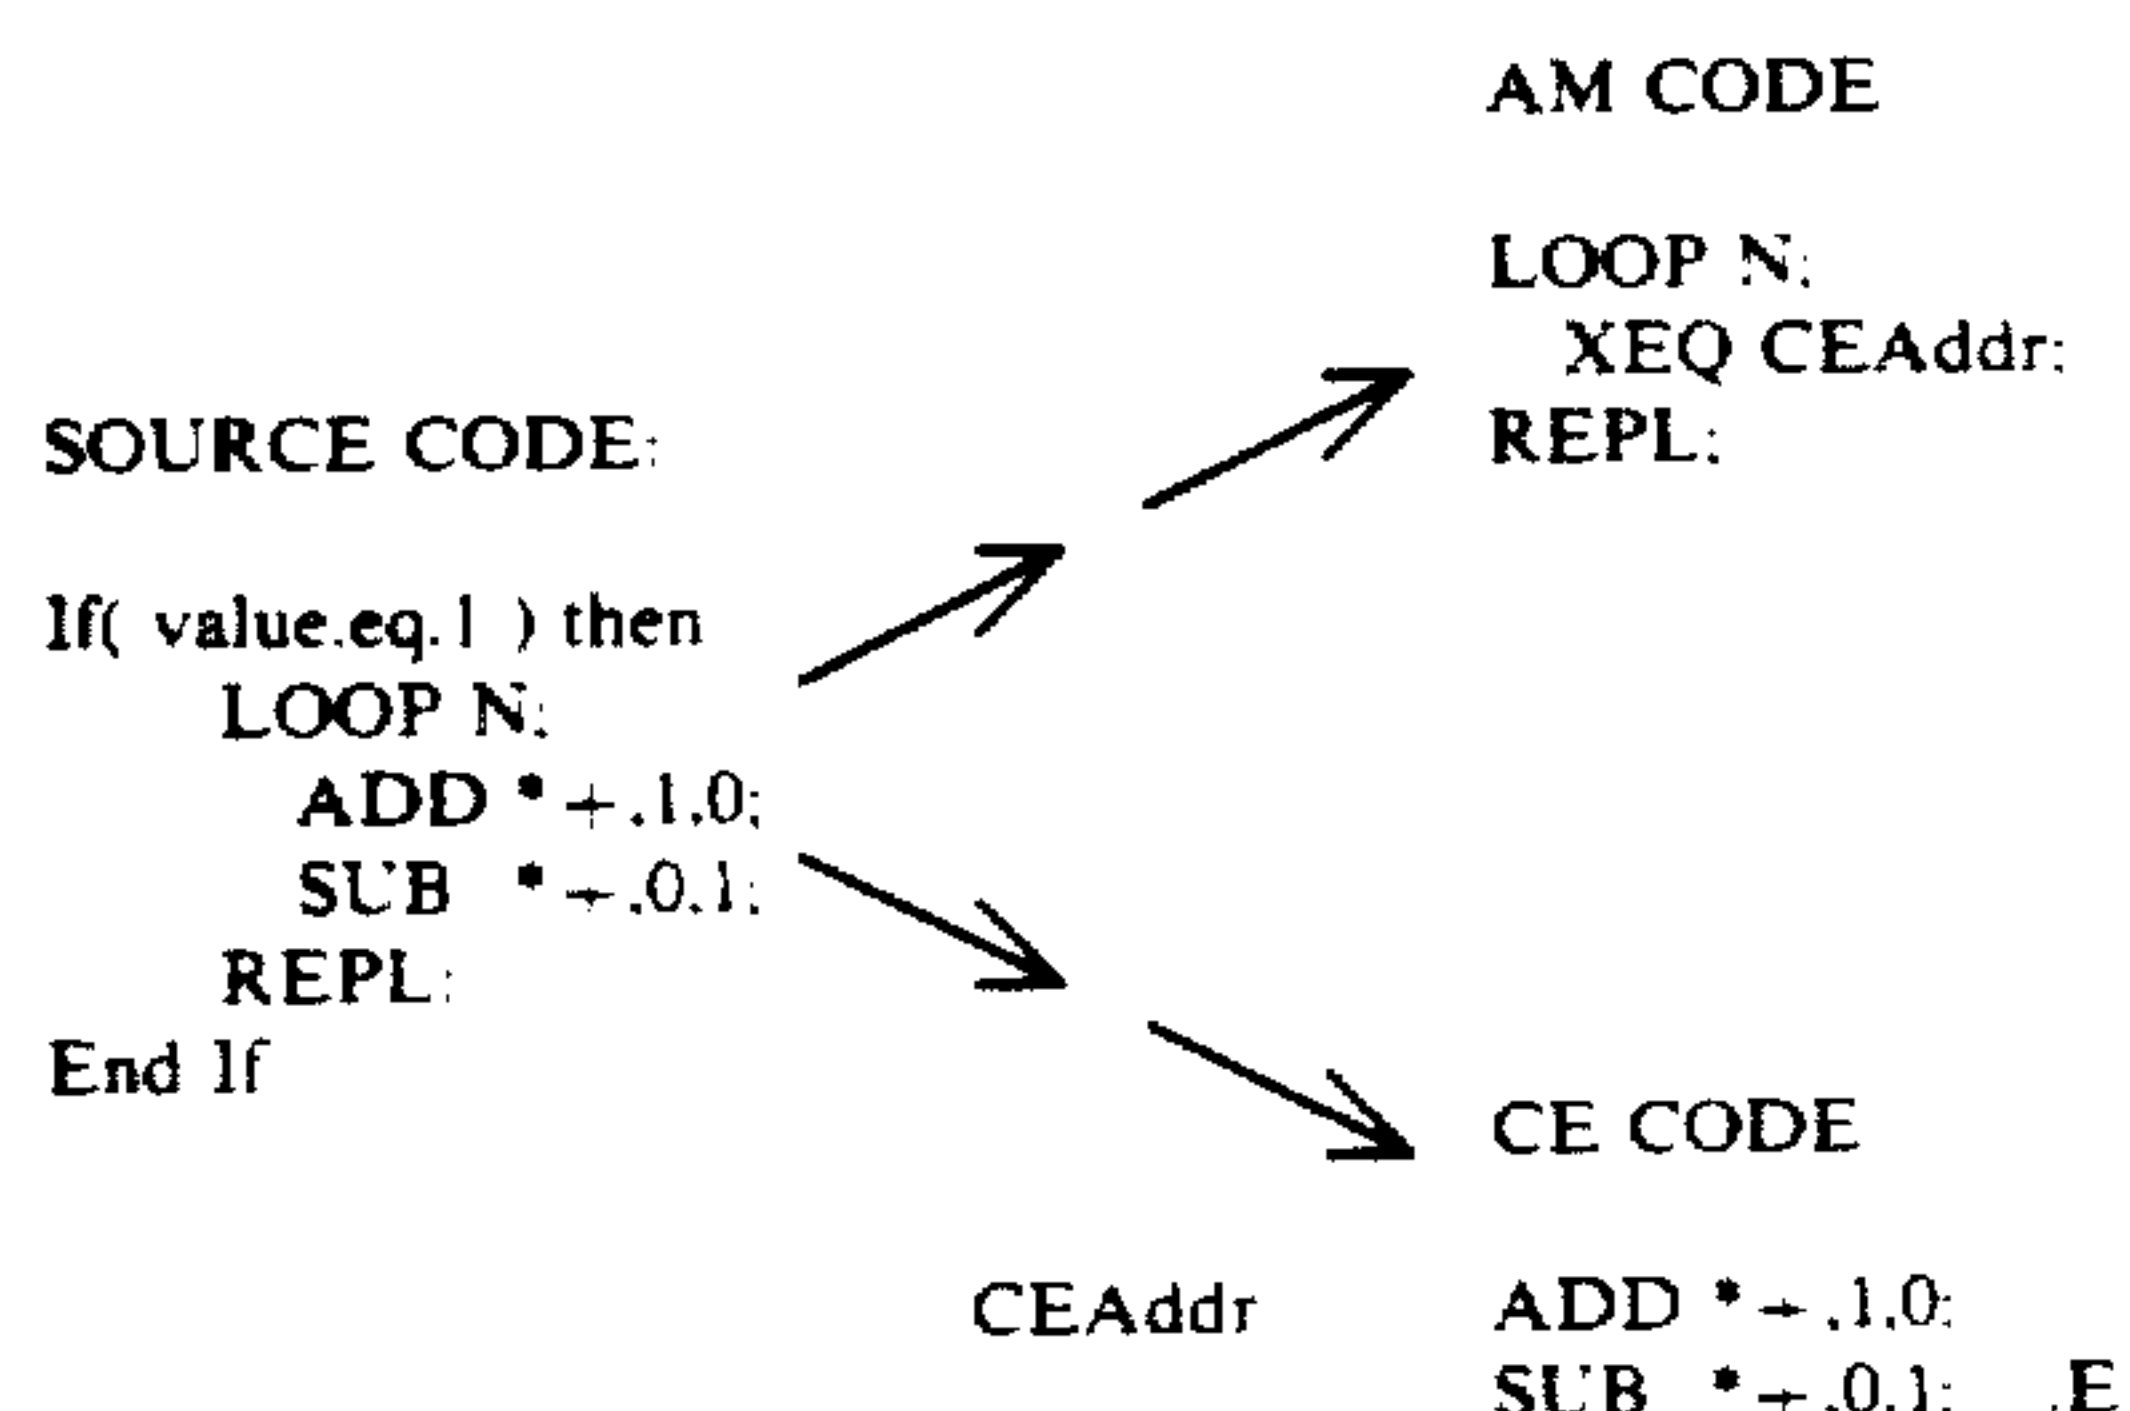 AM CODE
LOOP N;
XEQ CEAddr;
REPL;
SOURCE CODE:
If( value.eq.1 ) then
LOOP N;
ADD *+,1,0;
SUB *+,0,1;
REPL;
End If
CE CODE
CEAddr ADD *+,1,0;
SUB *+,0,1; ,E